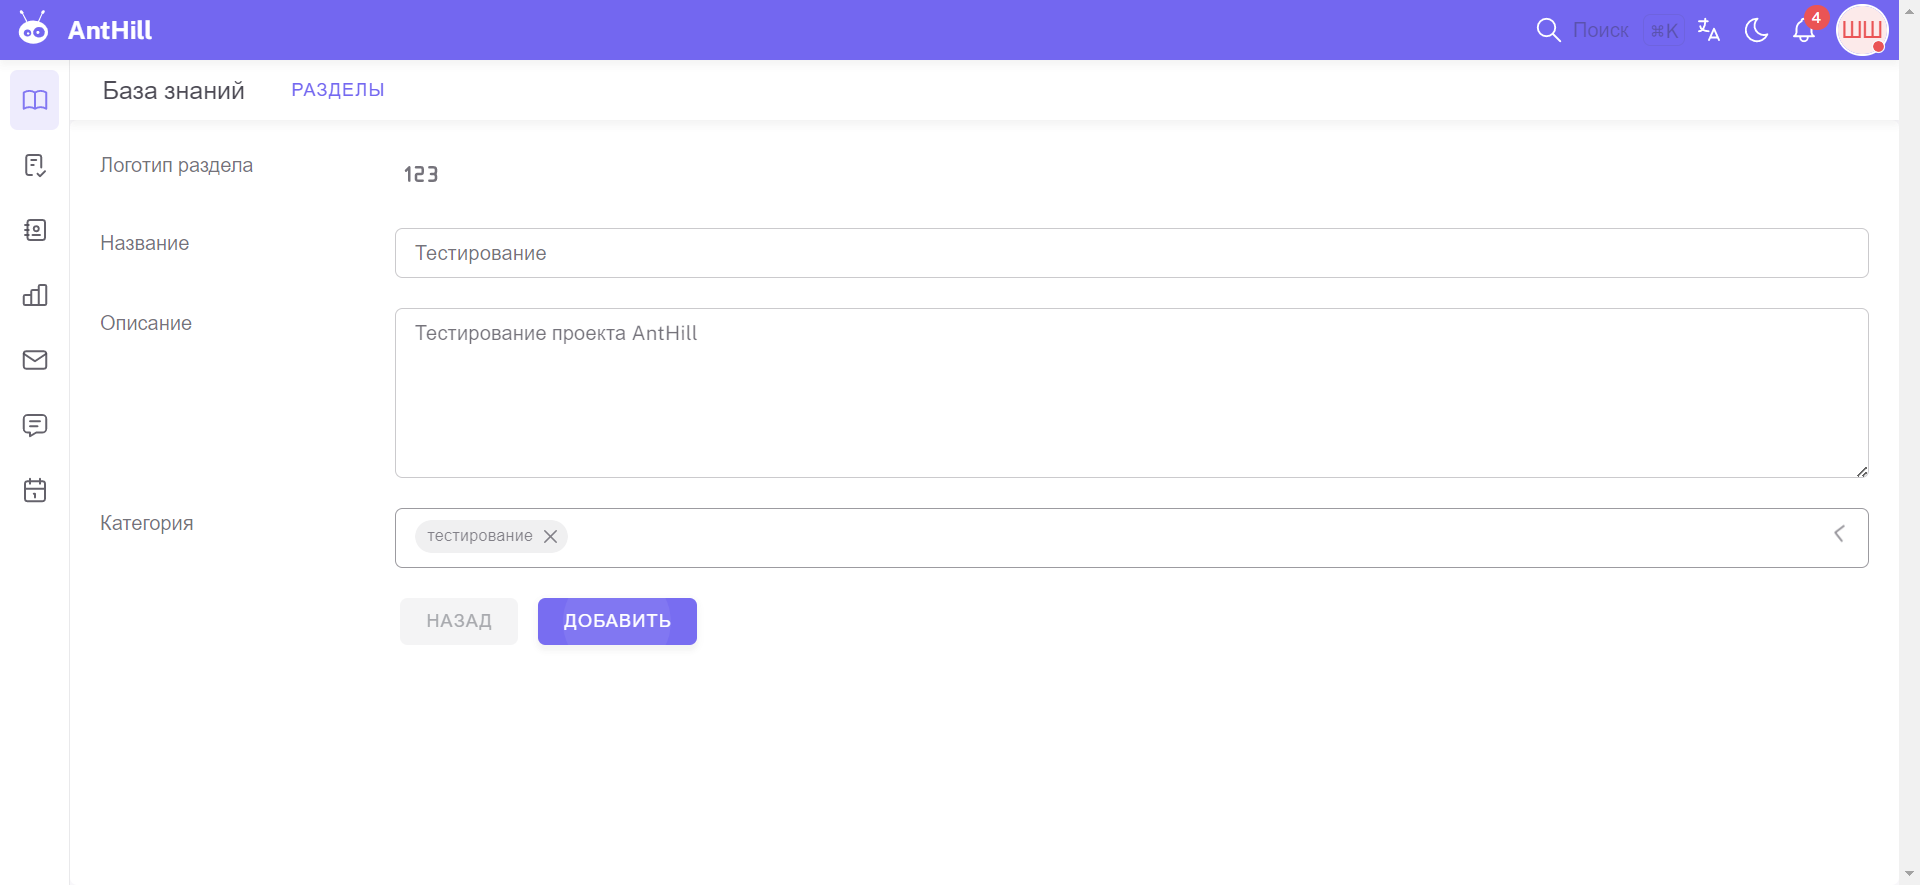 AntHill
Поиск ⌘K
4
ШШ
База знаний
РАЗДЕЛЫ
Логотип раздела
123
Название
Тестирование
Описание
Тестирование проекта AntHill
Категория
тестирование
НАЗАД
ДОБАВИТЬ
1